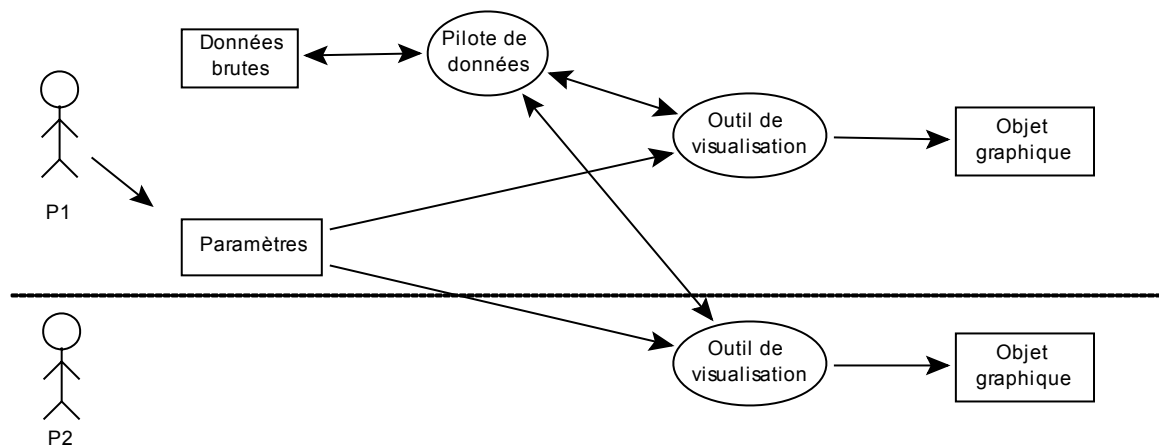 Données
brutes
Pilote de
données
Outil de
visualisation
Objet
graphique
P1
Paramètres
Outil de
visualisation
Objet
graphique
P2